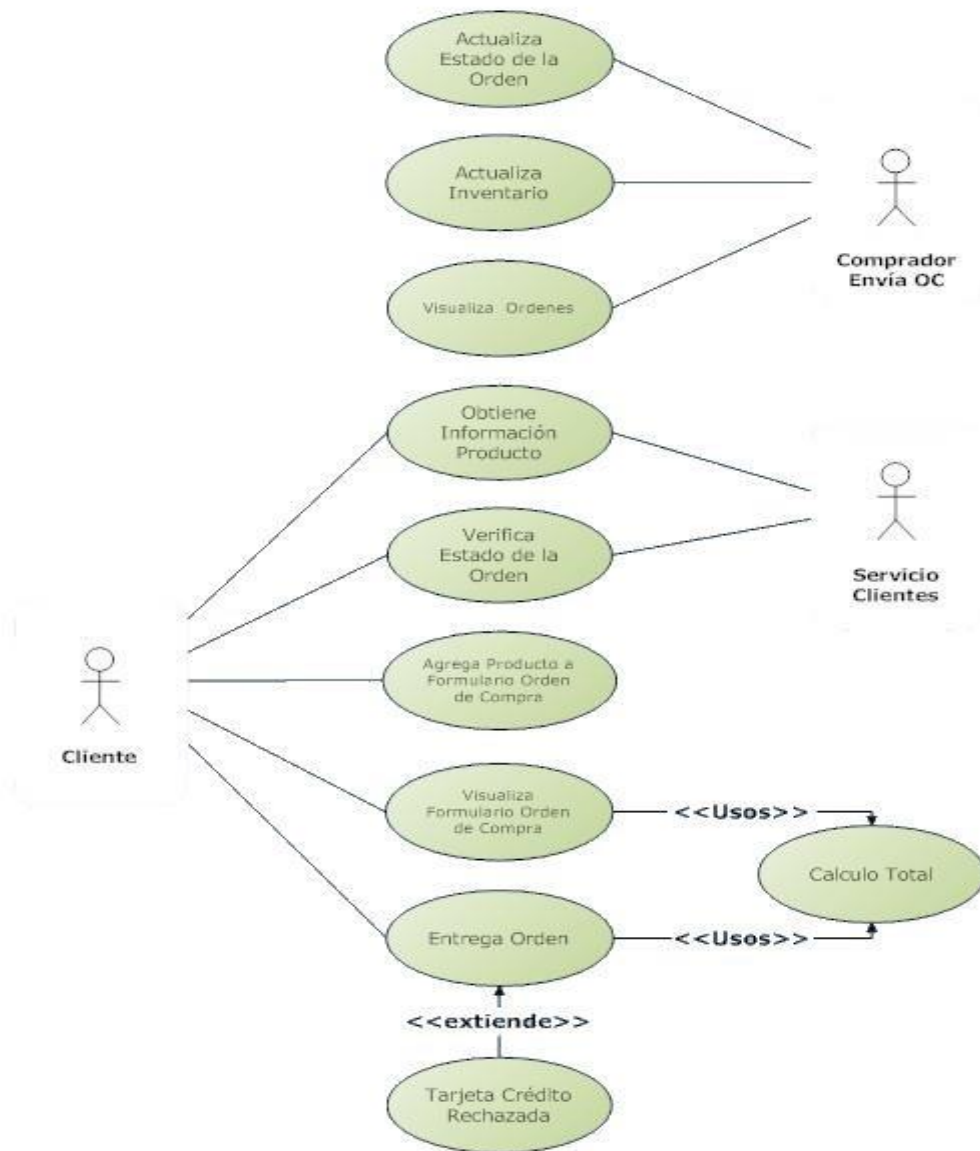 Actualiza
Estado de la
Orden
Actualiza
Inventario
Comprador
Envía OC
Visualiza Ordenes
Obtiene
Información
Producto
Verifica
Estado de la
Orden
Servicio
Clientes
Agrega Producto a
Formulario Orden
de Compra
Cliente
Visualiza
Formulario Orden
de Compra
<<Usos>>
Calculo Total
Entrega Orden
<<Usos>>
<<extiende>>
Tarjeta Crédito
Rechazada